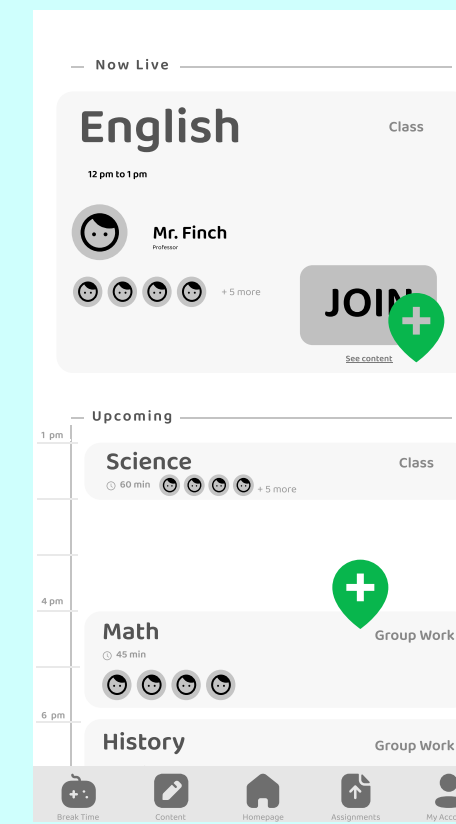 Now Live
English
Class
12 pm to 1 pm
Mr. Finch
Professor
+ 5 more
JOIN
See content
Upcoming
1 pm
Science
Class
60 min
+ 5 more
4 pm
Math
Group Work
45 min
6 pm
History
Group Work
Break Time
Content
Homepage
Assignments
My Acco